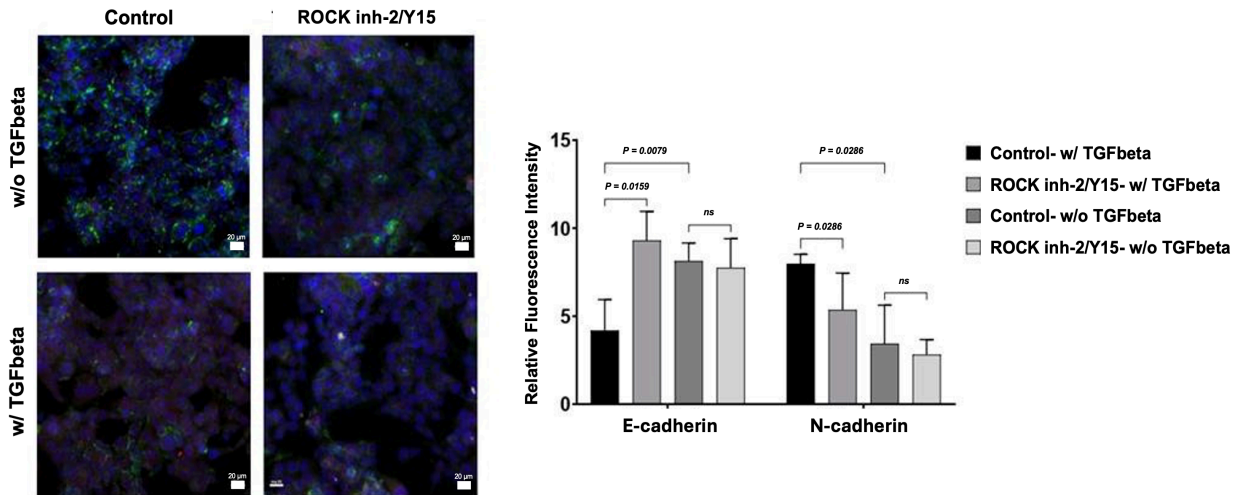 Control
ROCK inh-2/Y15
w/o TGFbeta
20 µm
20 µm
w/ TGFbeta
20 µm
20 µm
Relative Fluorescence Intensity
15
10
5
0
P = 0.0079
P = 0.0159
ns
P = 0.0286
P = 0.0286
ns
E-cadherin
N-cadherin
Control- w/ TGFbeta
ROCK inh-2/Y15- w/ TGFbeta
Control- w/o TGFbeta
ROCK inh-2/Y15- w/o TGFbeta